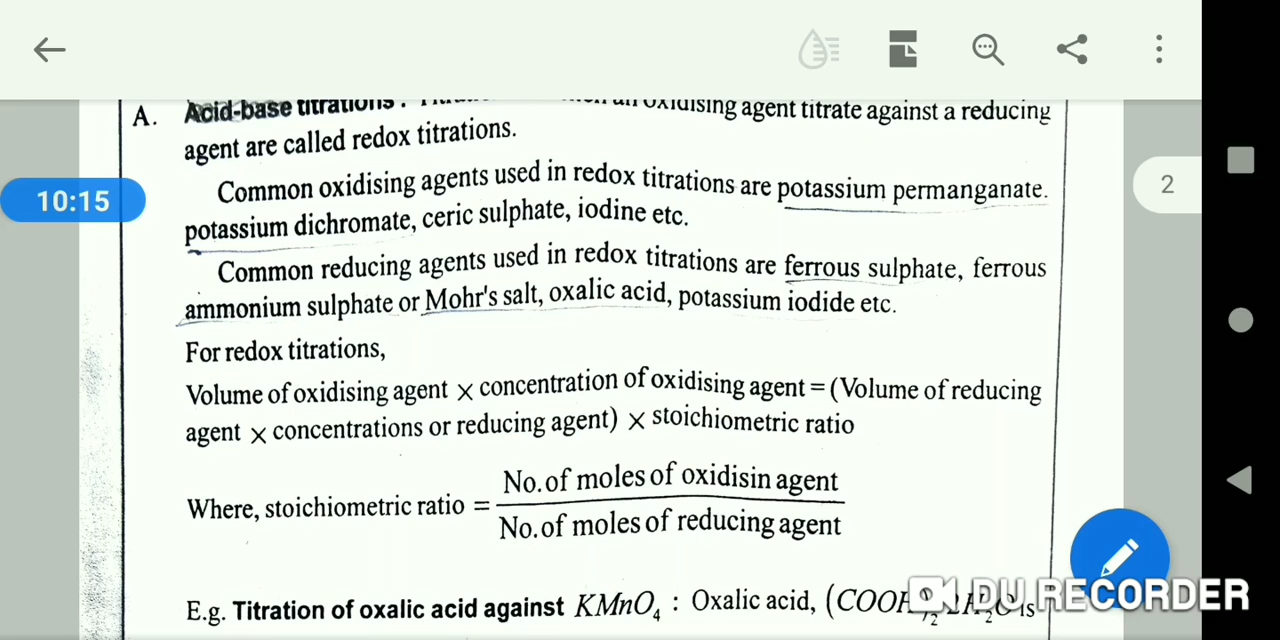 2
10:15
A. Acid-base titrations : oxidising agent titrate against a reducing
agent are called redox titrations.
Common oxidising agents used in redox titrations are potassium permanganate.
potassium dichromate, ceric sulphate, iodine etc.
Common reducing agents used in redox titrations are ferrous sulphate, ferrous
ammonium sulphate or Mohr's salt, oxalic acid, potassium iodide etc.
For redox titrations,
Volume of oxidising agent × concentration of oxidising agent = (Volume of reducing
agent × concentrations or reducing agent) × stoichiometric ratio
Where, stoichiometric ratio =
No. of moles of oxidisin agent
No. of moles of reducing agent
E.g. Titration of oxalic acid against KMnO₄ : Oxalic acid, (COOH)₂ 2H₂O is
DU RECORDER